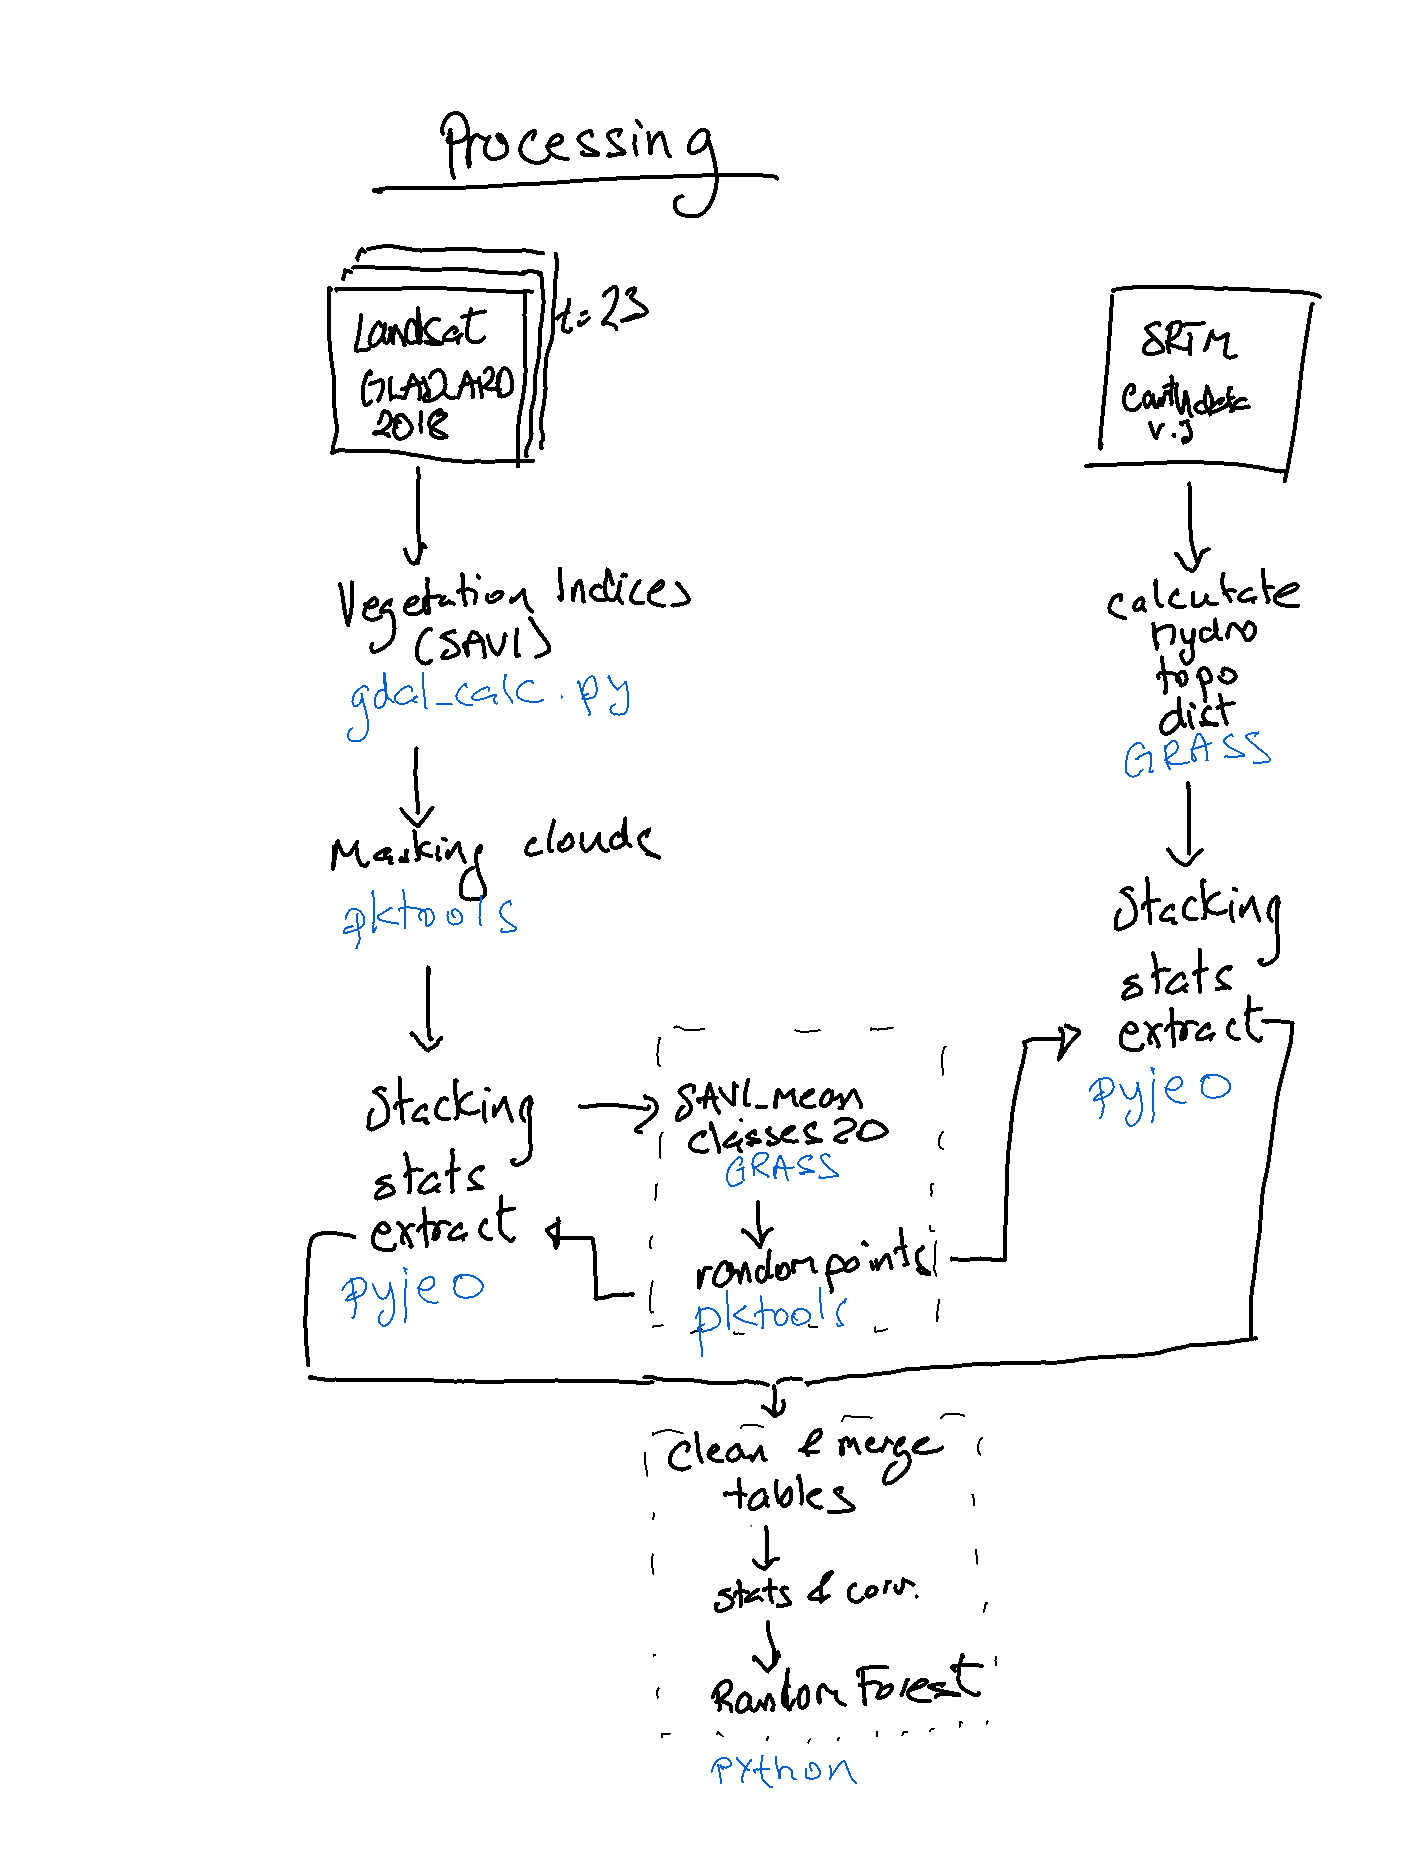 Processing
Landsat
GLAD ARD
2018
t=23
SRTM
Earthdata
v.3
Vegetation Indices
(SAVI)
gdal_calc.py
calculate
hydro
topo
dist
GRASS
Masking clouds
pktools
Stacking
stats
extract
pyjeo
Stacking
stats
extract
pyjeo
SAVI_mean
classes 20
GRASS
random points
pktools
Clean & merge
tables
stats & corr.
Random Forest
python